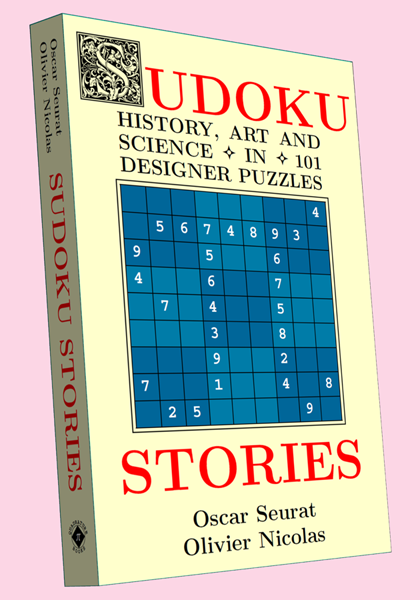 SUDOKU
HISTORY, ART AND
SCIENCE ✧ IN ✧ 101
DESIGNER PUZZLES
4
5 6 7 4 8 9 3
9 5 6
4 6 7
7 4 5
3 8
9 2
7 1 4 8
2 5 9
STORIES
Oscar Seurat
Olivier Nicolas
Oscar Seurat
Olivier Nicolas
SUDOKU STORIES